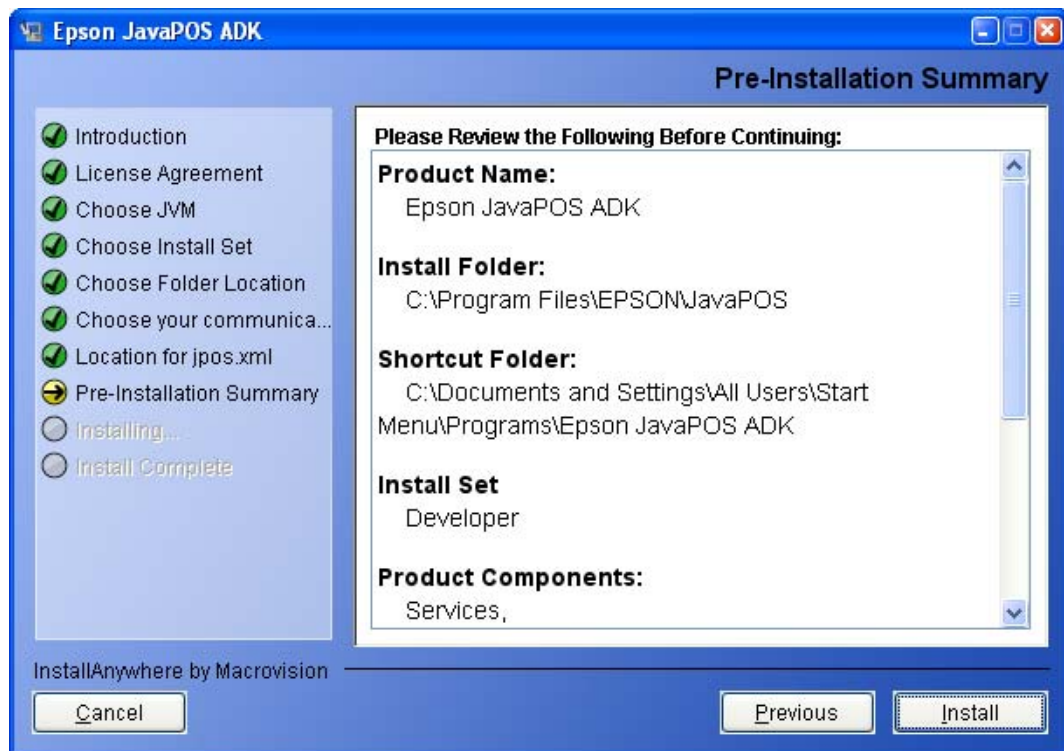 Epson JavaPOS ADK
Pre-Installation Summary
Introduction
License Agreement
Choose JVM
Choose Install Set
Choose Folder Location
Choose your communica...
Location for jpos.xml
Pre-Installation Summary
Installing...
Install Complete
Please Review the Following Before Continuing:
Product Name:
Epson JavaPOS ADK
Install Folder:
C:\Program Files\EPSON\JavaPOS
Shortcut Folder:
C:\Documents and Settings\All Users\Start
Menu\Programs\Epson JavaPOS ADK
Install Set
Developer
Product Components:
Services,
InstallAnywhere by Macrovision
Cancel
Previous
Install